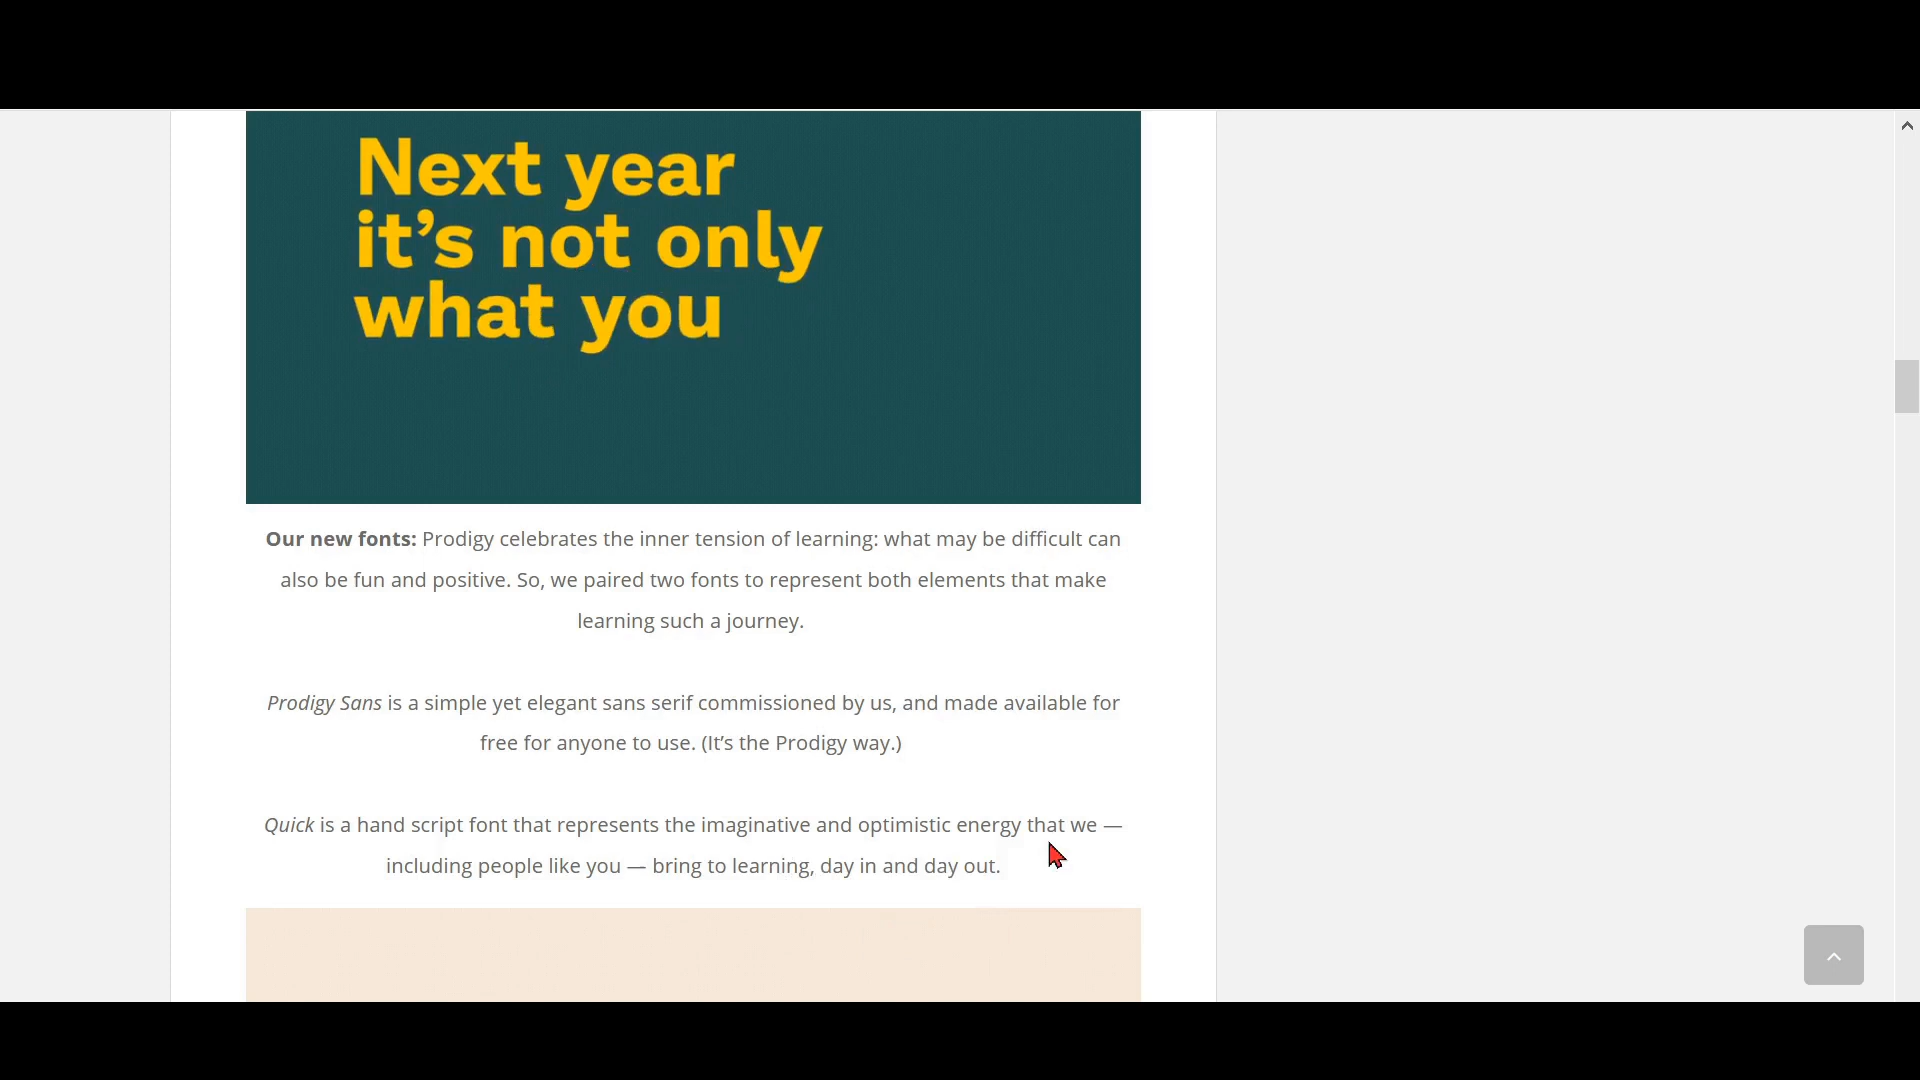 Next year
it’s not only
what you
Our new fonts: Prodigy celebrates the inner tension of learning: what may be difficult can
also be fun and positive. So, we paired two fonts to represent both elements that make
learning such a journey.
Prodigy Sans is a simple yet elegant sans serif commissioned by us, and made available for
free for anyone to use. (It’s the Prodigy way.)
Quick is a hand script font that represents the imaginative and optimistic energy that we —
including people like you — bring to learning, day in and day out.